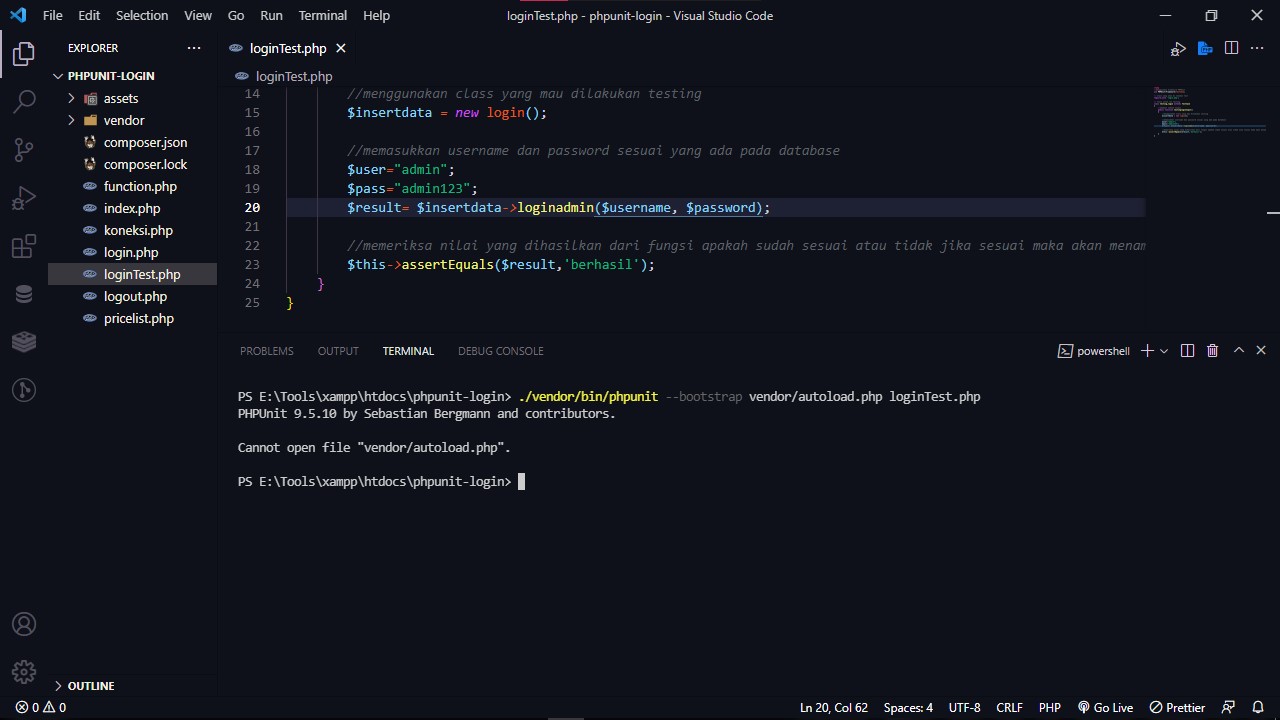 File Edit Selection View Go Run Terminal Help loginTest.php - phpunit-login - Visual Studio Code
EXPLORER
PHPUNIT-LOGIN
assets
vendor
composer.json
composer.lock
function.php
index.php
koneksi.php
login.php
loginTest.php
logout.php
pricelist.php
OUTLINE
loginTest.php
loginTest.php
14 //menggunakan class yang mau dilakukan testing
15 $insertdata = new login();
16
17 //memasukkan username dan password sesuai yang ada pada database
18 $user="admin";
19 $pass="admin123";
20 $result= $insertdata->loginadmin($username, $password);
21
22 //memeriksa nilai yang dihasilkan dari fungsi apakah sudah sesuai atau tidak jika sesuai maka akan menam
23 $this->assertEquals($result,'berhasil');
24 }
25 }
PROBLEMS OUTPUT TERMINAL DEBUG CONSOLE powershell
PS E:\Tools\xampp\htdocs\phpunit-login> ./vendor/bin/phpunit --bootstrap vendor/autoload.php loginTest.php
PHPUnit 9.5.10 by Sebastian Bergmann and contributors.
Cannot open file "vendor/autoload.php".
PS E:\Tools\xampp\htdocs\phpunit-login>
0 0 Ln 20, Col 62 Spaces: 4 UTF-8 CRLF PHP Go Live Prettier